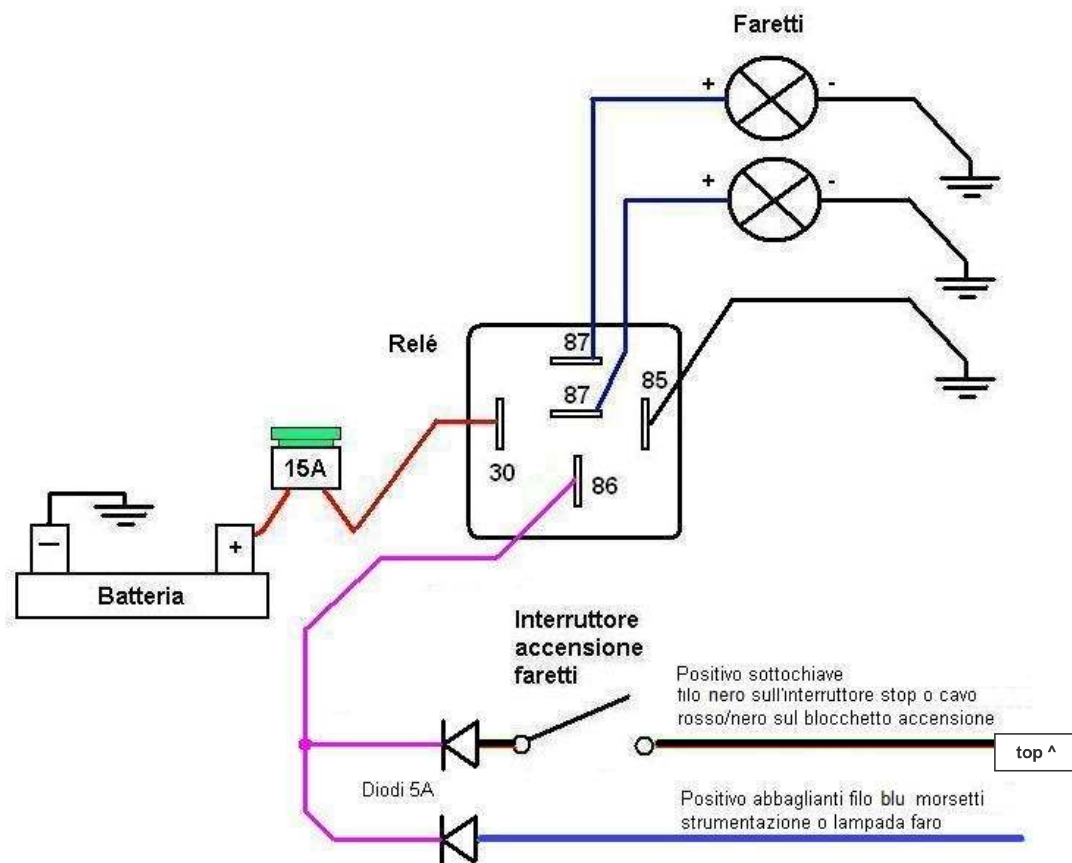 Faretti
+ -
+ -
Relé
87
87
85
30
86
15A
— +
Batteria
Interruttore
accensione
faretti
Positivo sottochiave
filo nero sull'interruttore stop o cavo
rosso/nero sul blocchetto accensione
top ^
Diodi 5A
Positivo abbaglianti filo blu morsetti
strumentazione o lampada faro